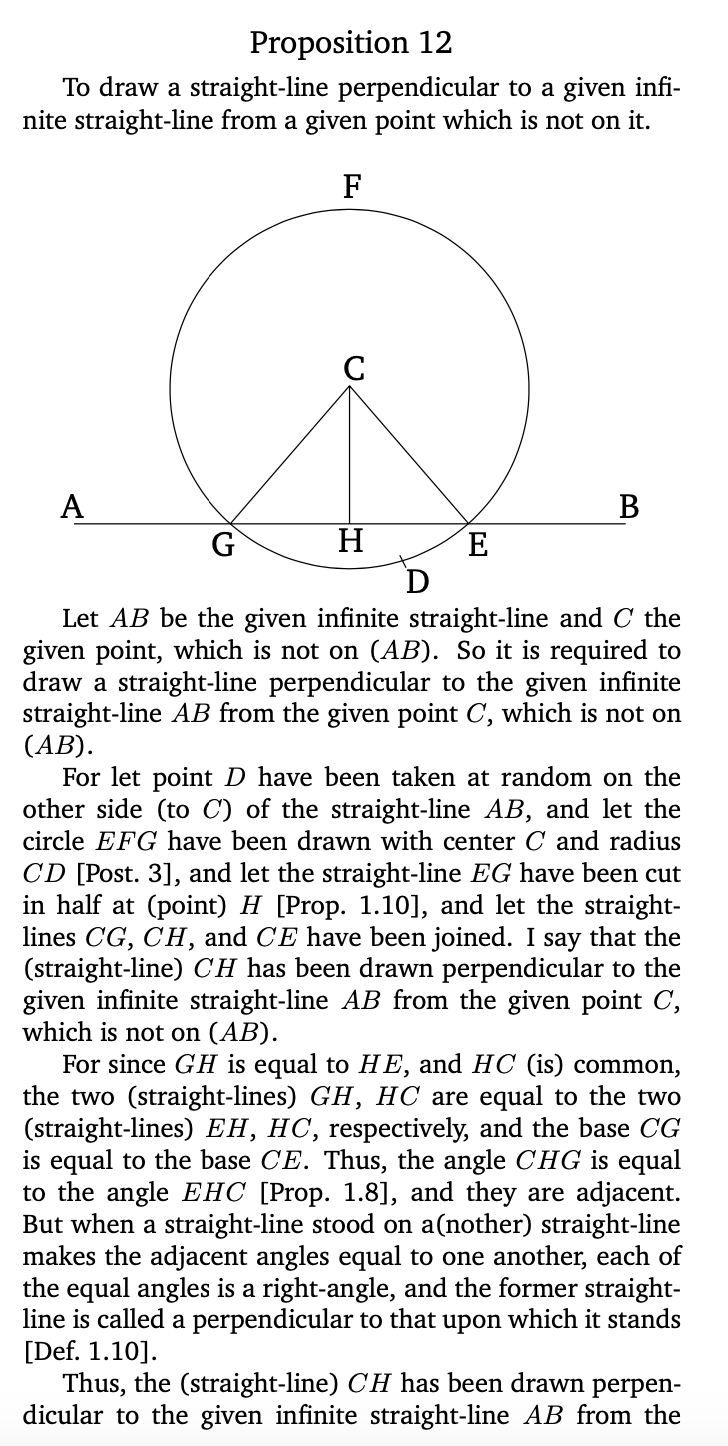 Proposition 12
To draw a straight-line perpendicular to a given infi-
nite straight-line from a given point which is not on it.
F
C
A
B
G
H
E
D
Let AB be the given infinite straight-line and C the
given point, which is not on (AB). So it is required to
draw a straight-line perpendicular to the given infinite
straight-line AB from the given point C, which is not on
(AB).
For let point D have been taken at random on the
other side (to C) of the straight-line AB, and let the
circle EFG have been drawn with center C and radius
CD [Post. 3], and let the straight-line EG have been cut
in half at (point) H [Prop. 1.10], and let the straight-
lines CG, CH, and CE have been joined. I say that the
(straight-line) CH has been drawn perpendicular to the
given infinite straight-line AB from the given point C,
which is not on (AB).
For since GH is equal to HE, and HC (is) common,
the two (straight-lines) GH, HC are equal to the two
(straight-lines) EH, HC, respectively, and the base CG
is equal to the base CE. Thus, the angle CHG is equal
to the angle EHC [Prop. 1.8], and they are adjacent.
But when a straight-line stood on a(nother) straight-line
makes the adjacent angles equal to one another, each of
the equal angles is a right-angle, and the former straight-
line is called a perpendicular to that upon which it stands
[Def. 1.10].
Thus, the (straight-line) CH has been drawn perpen-
dicular to the given infinite straight-line AB from the